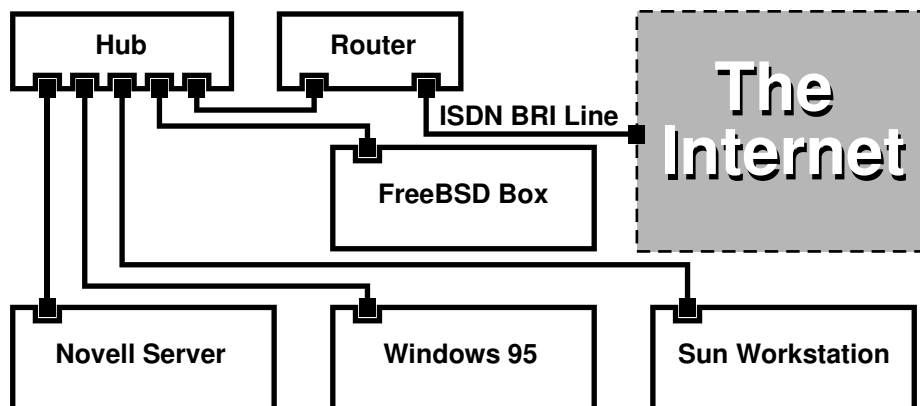 Hub
Router
The
Internet
ISDN BRI Line
FreeBSD Box
Novell Server
Windows 95
Sun Workstation